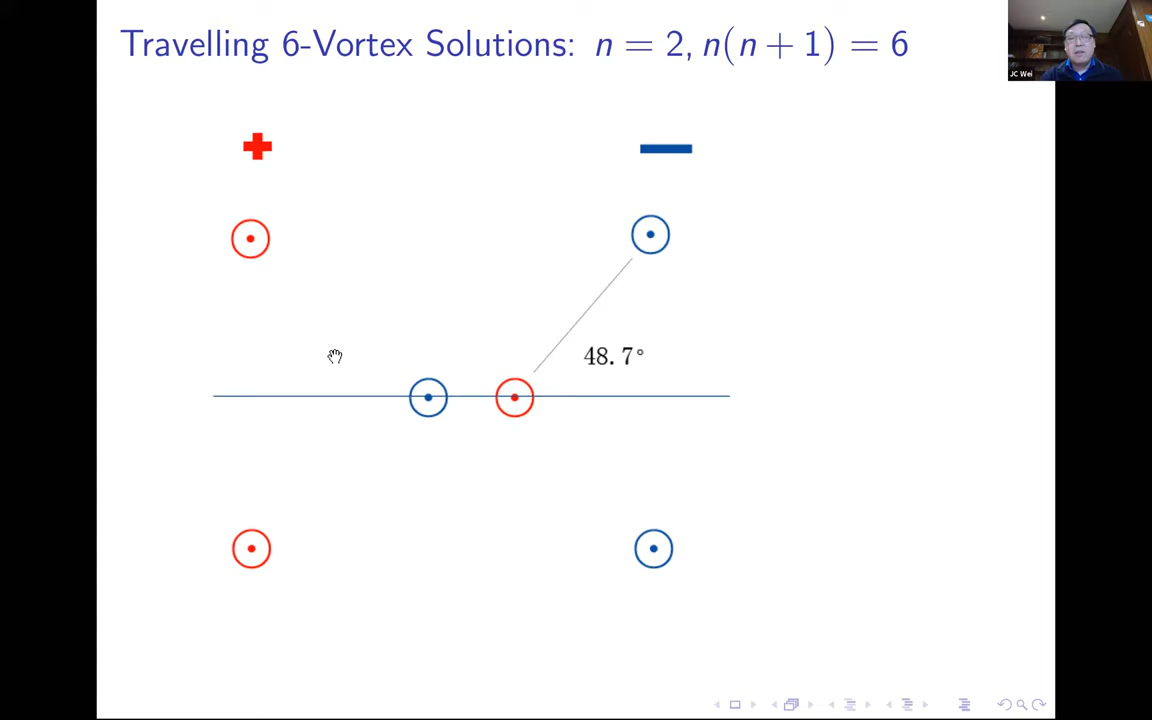 Travelling 6-Vortex Solutions: n = 2, n(n + 1) = 6
JC Wei
48.7°